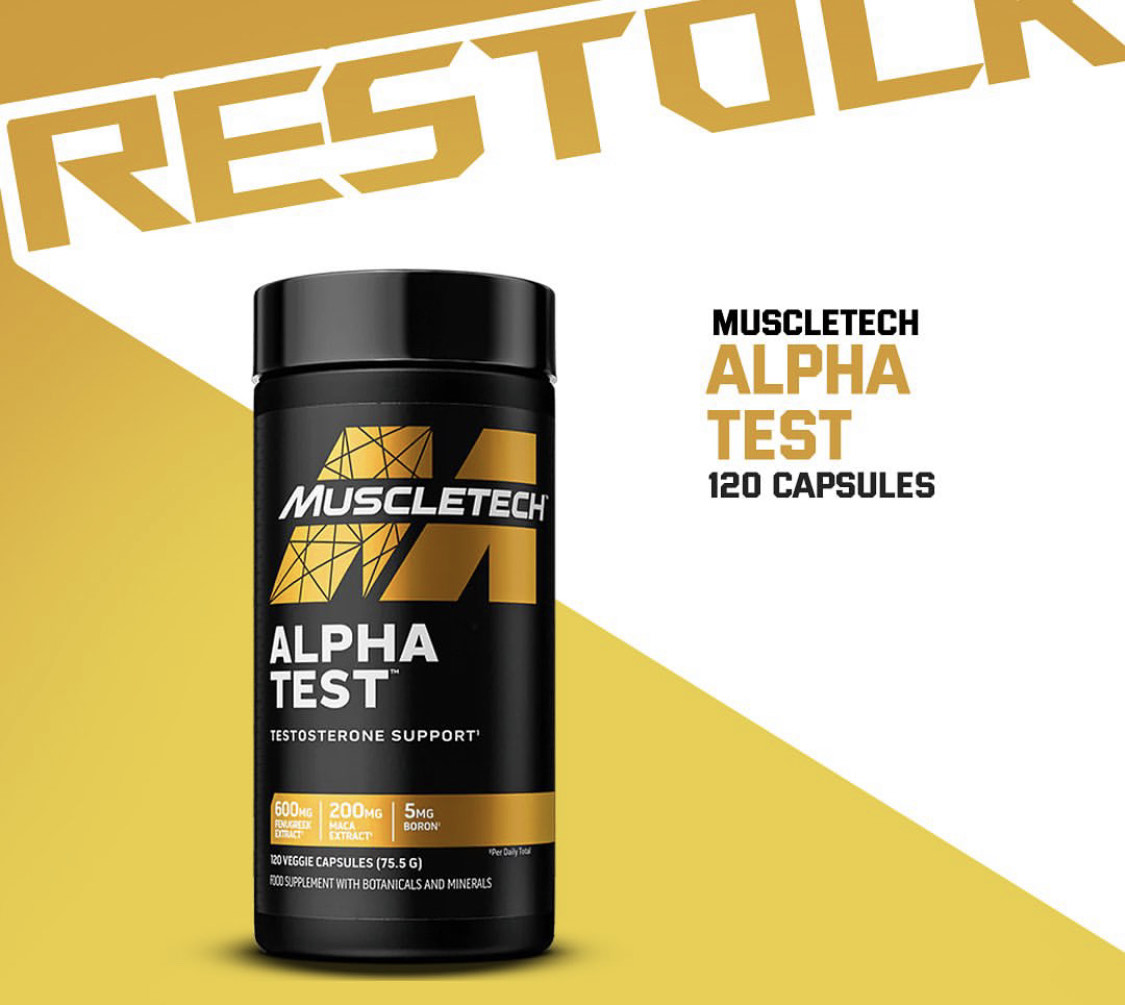 RESTOCK
MUSCLETECH
ALPHA
TEST
120 CAPSULES
MUSCLETECH™
ALPHA
TEST™
TESTOSTERONE SUPPORT¹
600MG
FENUGREEK
EXTRACT‡
200MG
MACA
EXTRACT‡
5MG
BORON‡
‡Per Daily Total
120 VEGGIE CAPSULES (75.5 G)
FOOD SUPPLEMENT WITH BOTANICALS AND MINERALS